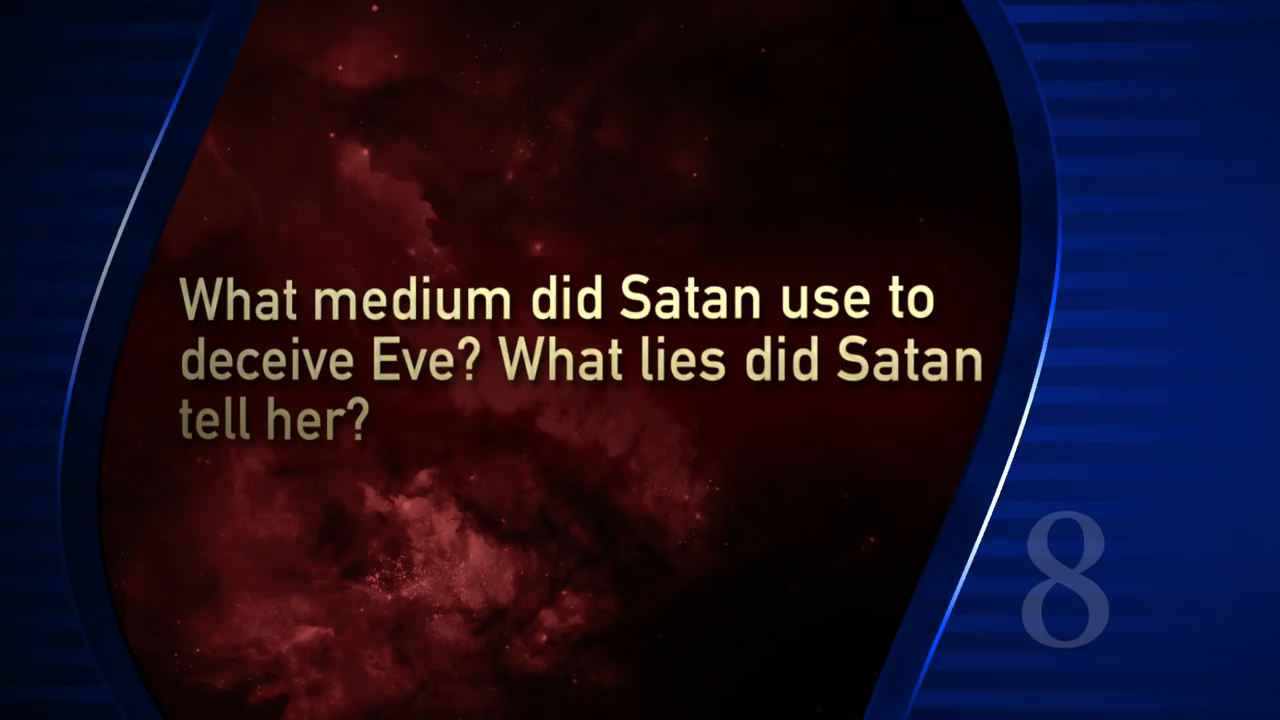 What medium did Satan use to
deceive Eve? What lies did Satan
tell her?
8